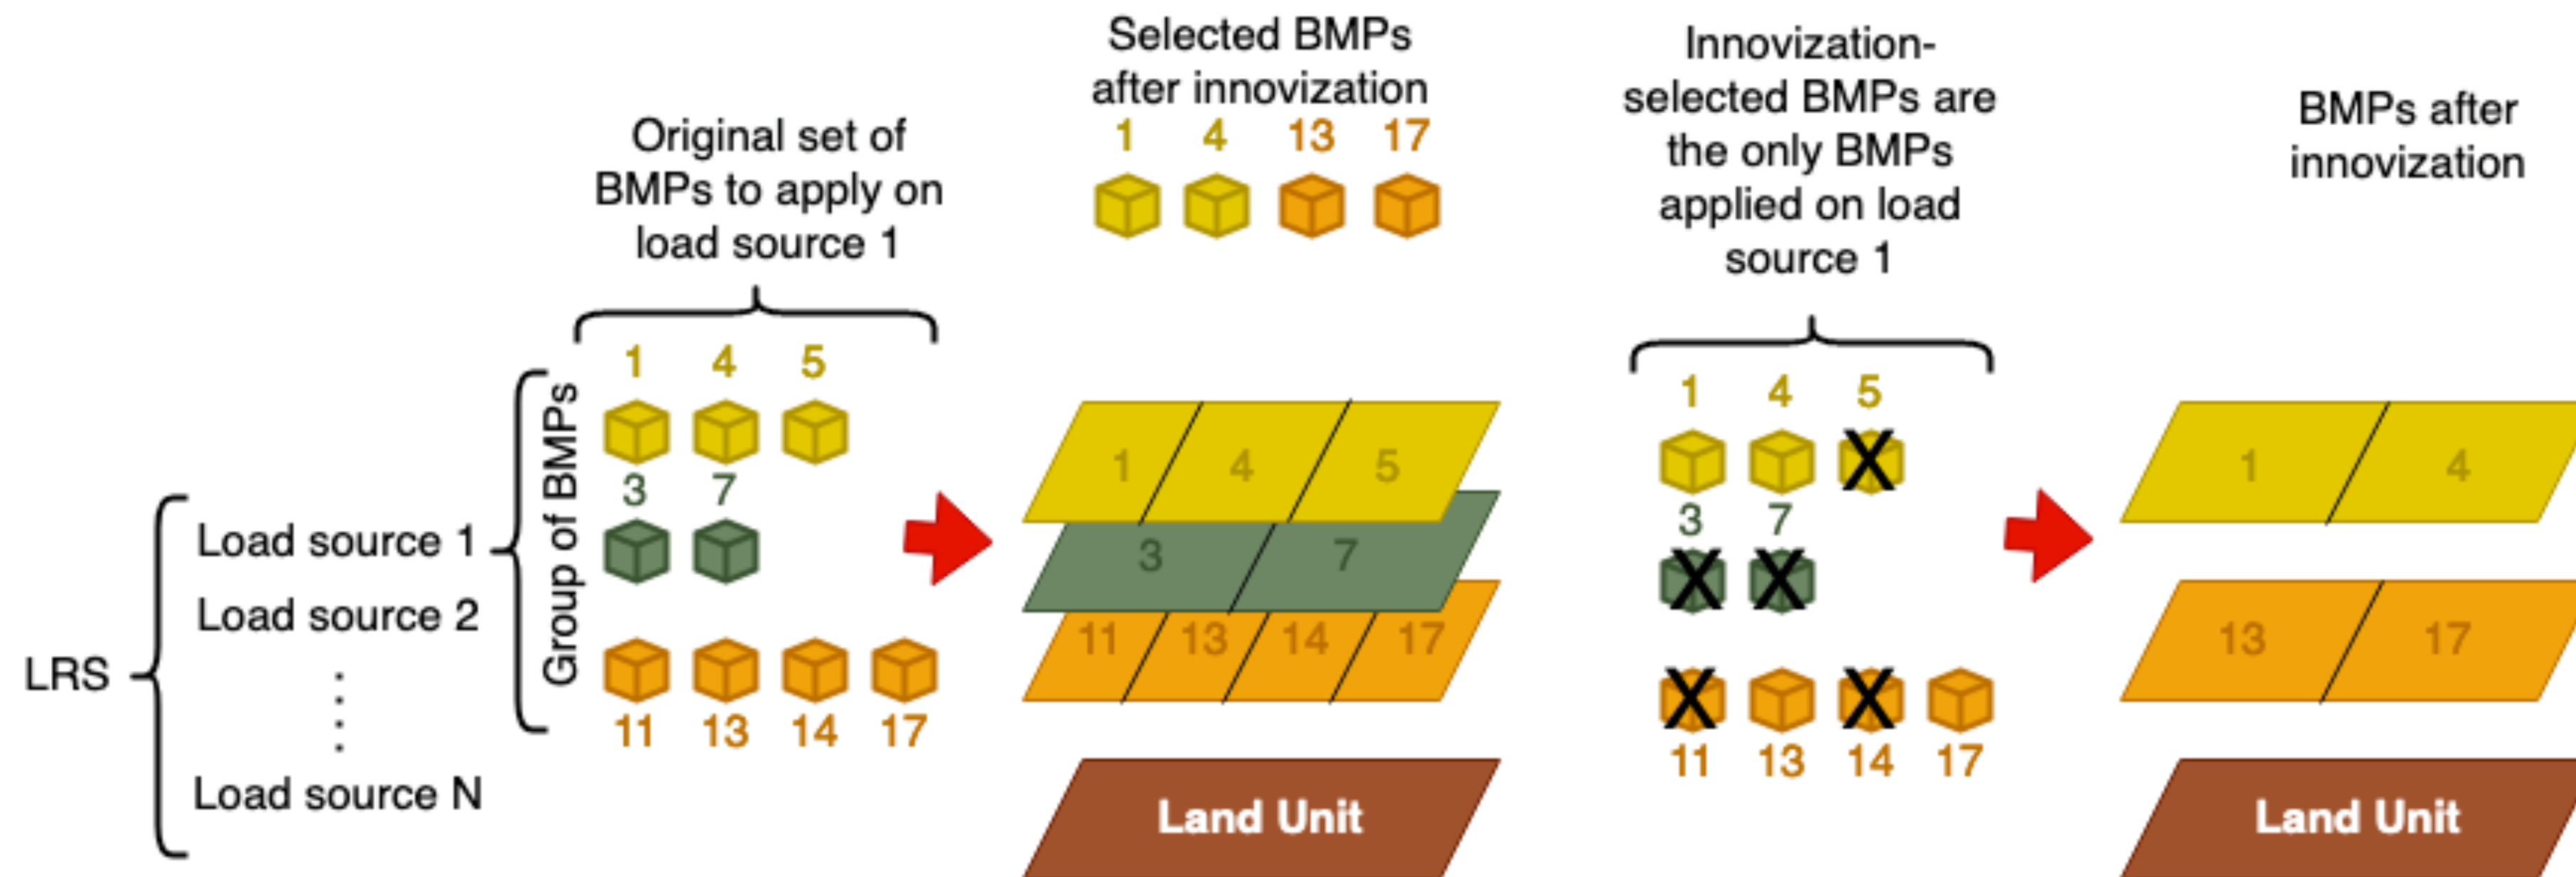 LRS
Load source 1
Load source 2
Load source N
Group of BMPs
Original set of
BMPs to apply on
load source 1
1 4 5
3 7
11 13 14 17
Selected BMPs
after innovization
1 4 13 17
1 4 5
3 7
11 13 14 17
Land Unit
Innovization-
selected BMPs are
the only BMPs
applied on load
source 1
1 4 5
X
3 7
X X
X X
11 13 14 17
BMPs after
innovization
1 4
13 17
Land Unit